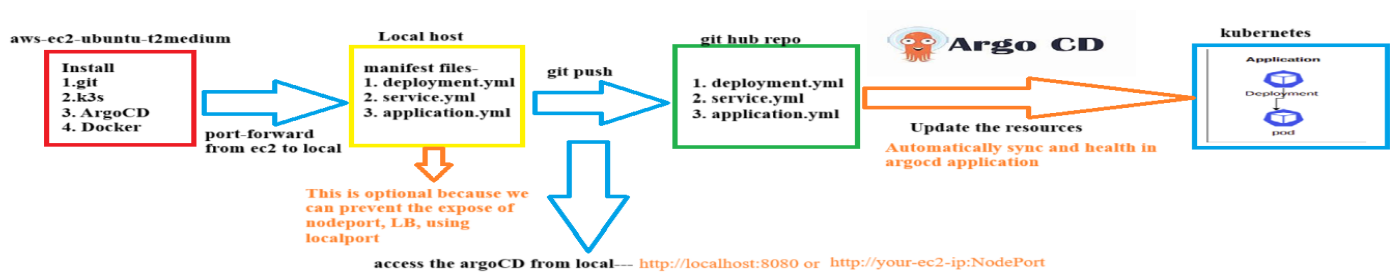 aws-ec2-ubuntu-t2medium
Install
1.git
2.k3s
3. ArgoCD
4. Docker
port-forward
from ec2 to local
Local host
manifest files-
1. deployment.yml
2. service.yml
3. application.yml
This is optional because we
can prevent the expose of
nodeport, LB, using
localport
git push
access the argoCD from local--- http://localhost:8080 or http://your-ec2-ip:NodePort
git hub repo
1. deployment.yml
2. service.yml
3. application.yml
Argo CD
Update the resources
Automatically sync and health in
argocd application
kubernetes
Application
Deployment
pod